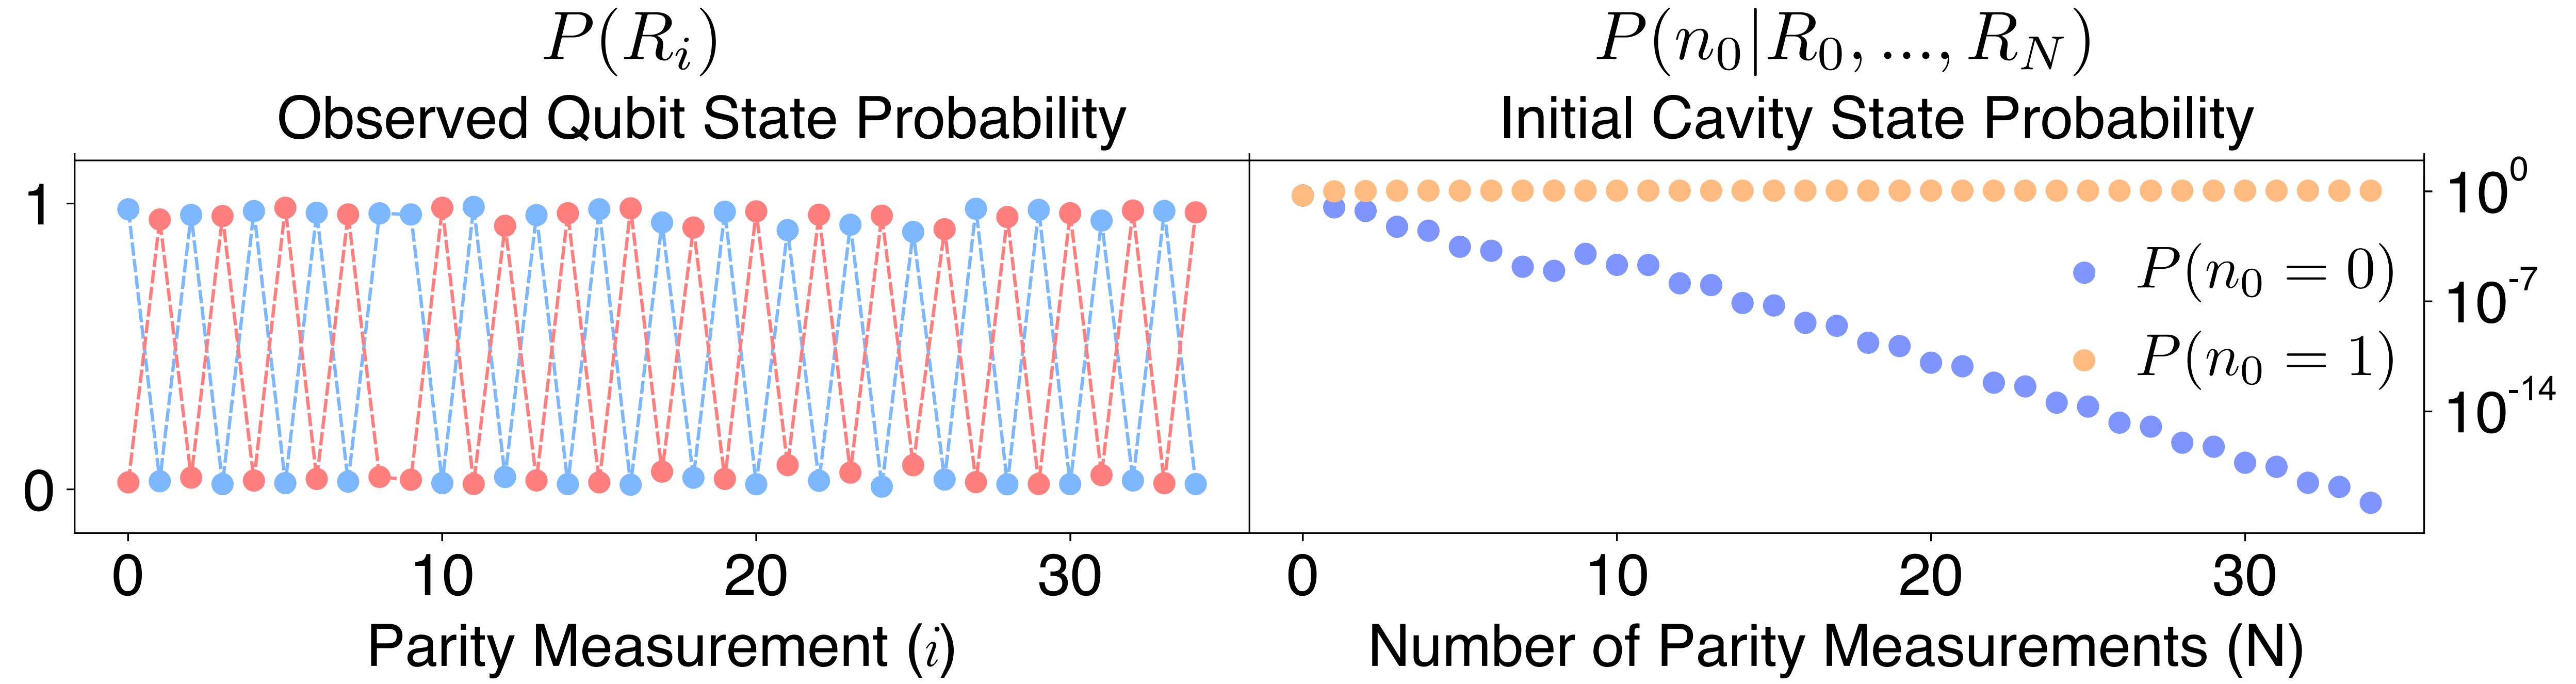 P(R_i)
Observed Qubit State Probability
1
0
0 10 20 30
Parity Measurement (i)
P(n_0|R_0, ..., R_N)
Initial Cavity State Probability
10^0
10^-7
10^-14
P(n_0 = 0)
P(n_0 = 1)
0 10 20 30
Number of Parity Measurements (N)